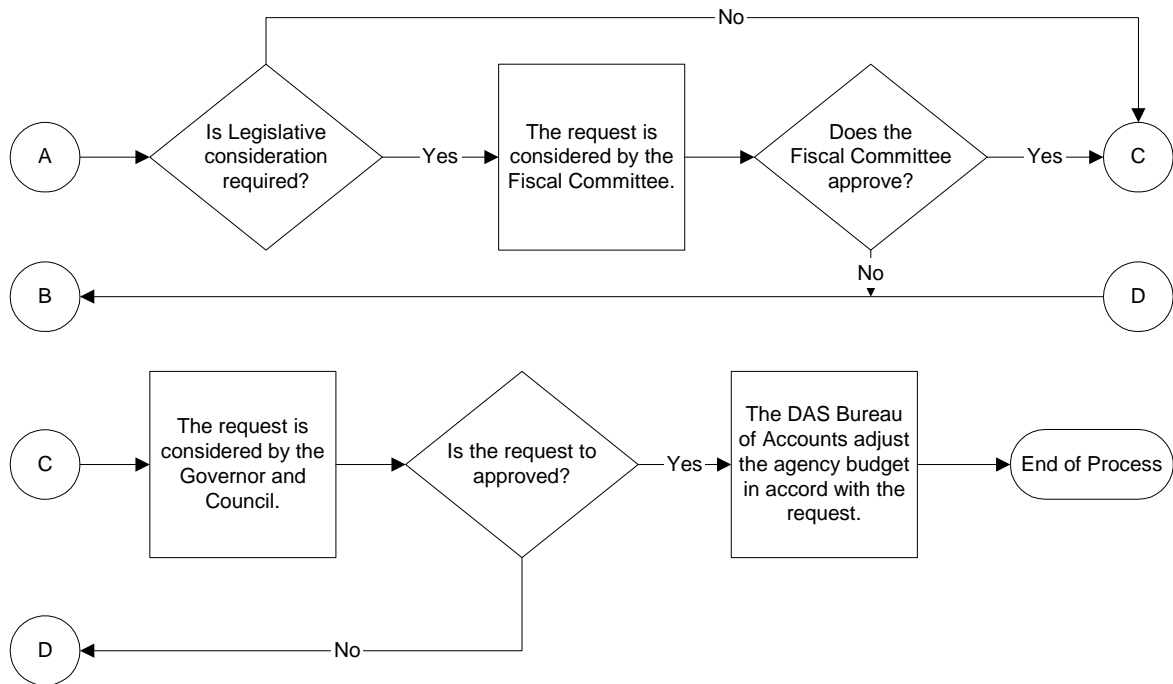 No
A
Is Legislative
consideration
required?
Yes
The request is
considered by the
Fiscal Committee.
Does the
Fiscal Committee
approve?
Yes
C
No
B
D
C
The request is
considered by the
Governor and
Council.
Is the request to
approved?
Yes
The DAS Bureau
of Accounts adjust
the agency budget
in accord with the
request.
End of Process
D
No